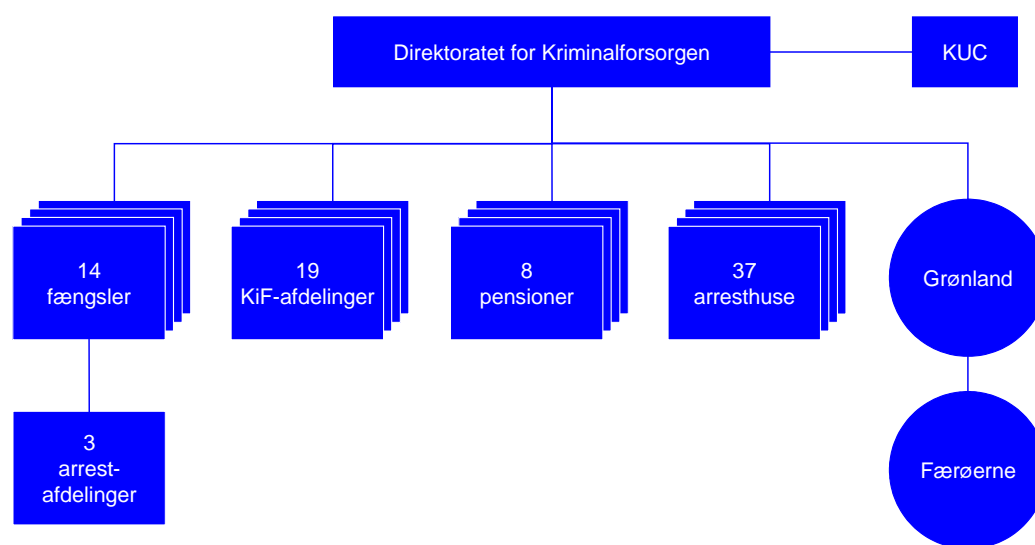 Direktoratet for Kriminalforsorgen
KUC
14
fængsler
19
KiF-afdelinger
8
pensioner
37
arresthuse
Grønland
3
arrest-
afdelinger
Færøerne